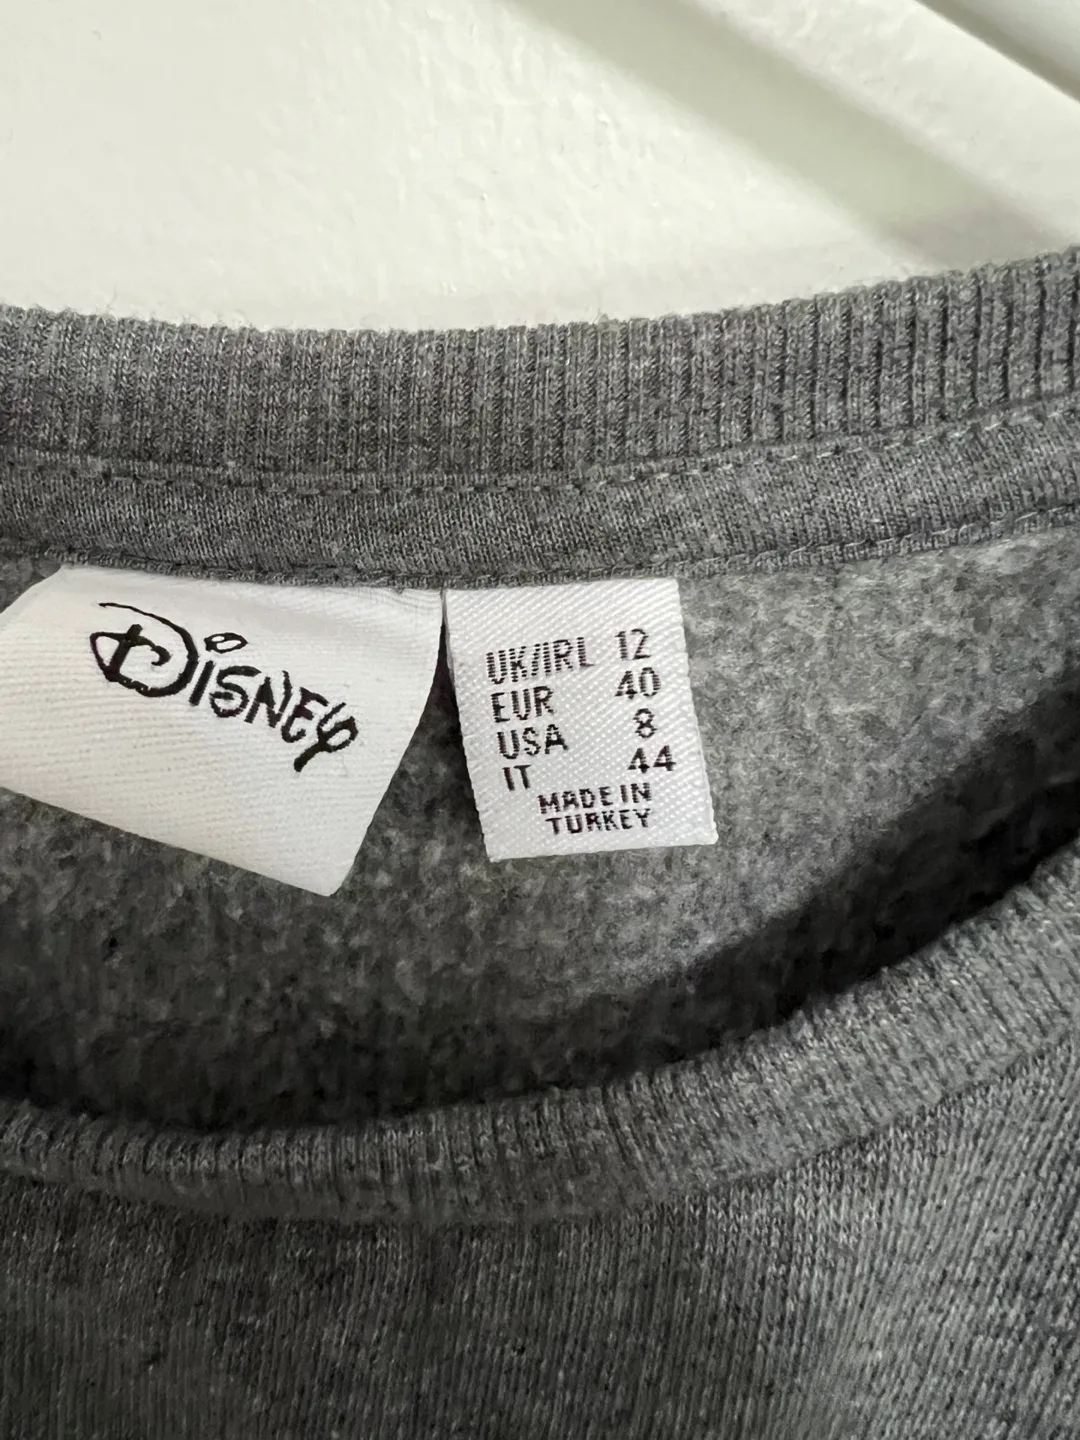 DISNEY
UK/IRL 12
EUR 40
USA 8
IT 44
MADE IN
TURKEY